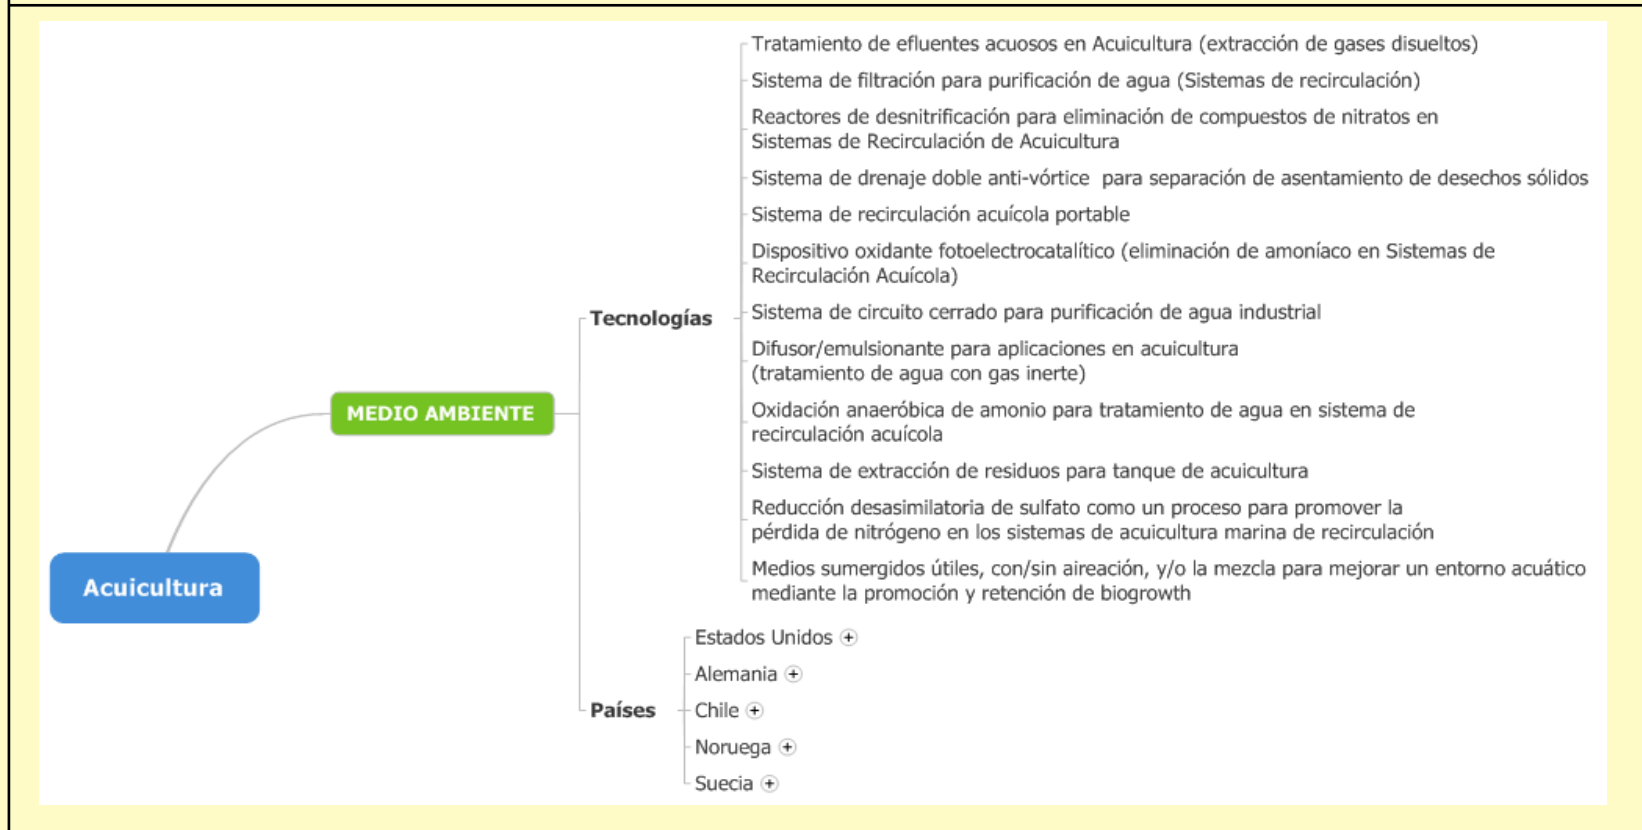 Tratamiento de efluentes acuosos en Acuicultura (extracción de gases disueltos)
Sistema de filtración para purificación de agua (Sistemas de recirculación)
Reactores de desnitrificación para eliminación de compuestos de nitratos en
Sistemas de Recirculación de Acuicultura
Sistema de drenaje doble anti-vórtice para separación de asentamiento de desechos sólidos
Sistema de recirculación acuícola portable
Dispositivo oxidante fotoelectrocatalítico (eliminación de amoníaco en Sistemas de
Recirculación Acuícola)
Tecnologías
Sistema de circuito cerrado para purificación de agua industrial
Difusor/emulsionante para aplicaciones en acuicultura
(tratamiento de agua con gas inerte)
MEDIO AMBIENTE
Oxidación anaeróbica de amonio para tratamiento de agua en sistema de
recirculación acuícola
Sistema de extracción de residuos para tanque de acuicultura
Reducción desasimilatoria de sulfato como un proceso para promover la
pérdida de nitrógeno en los sistemas de acuicultura marina de recirculación
Medios sumergidos útiles, con/sin aireación, y/o la mezcla para mejorar un entorno acuático
mediante la promoción y retención de biogrowth
Acuicultura
Estados Unidos
Alemania
Países
Chile
Noruega
Suecia